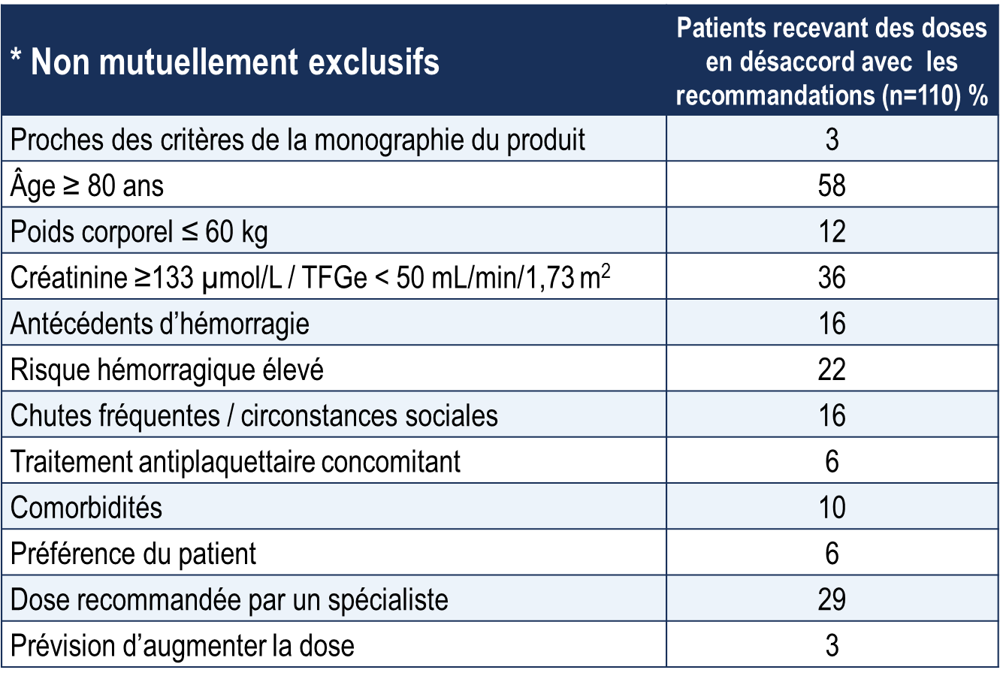 * Non mutuellement exclusifs
Patients recevant des doses
en désaccord avec les
recommandations (n=110) %
Proches des critères de la monographie du produit 3
Âge ≥ 80 ans 58
Poids corporel ≤ 60 kg 12
Créatinine ≥133 µmol/L / TFGe < 50 mL/min/1,73 m² 36
Antécédents d’hémorragie 16
Risque hémorragique élevé 22
Chutes fréquentes / circonstances sociales 16
Traitement antiplaquettaire concomitant 6
Comorbidités 10
Préférence du patient 6
Dose recommandée par un spécialiste 29
Prévision d’augmenter la dose 3